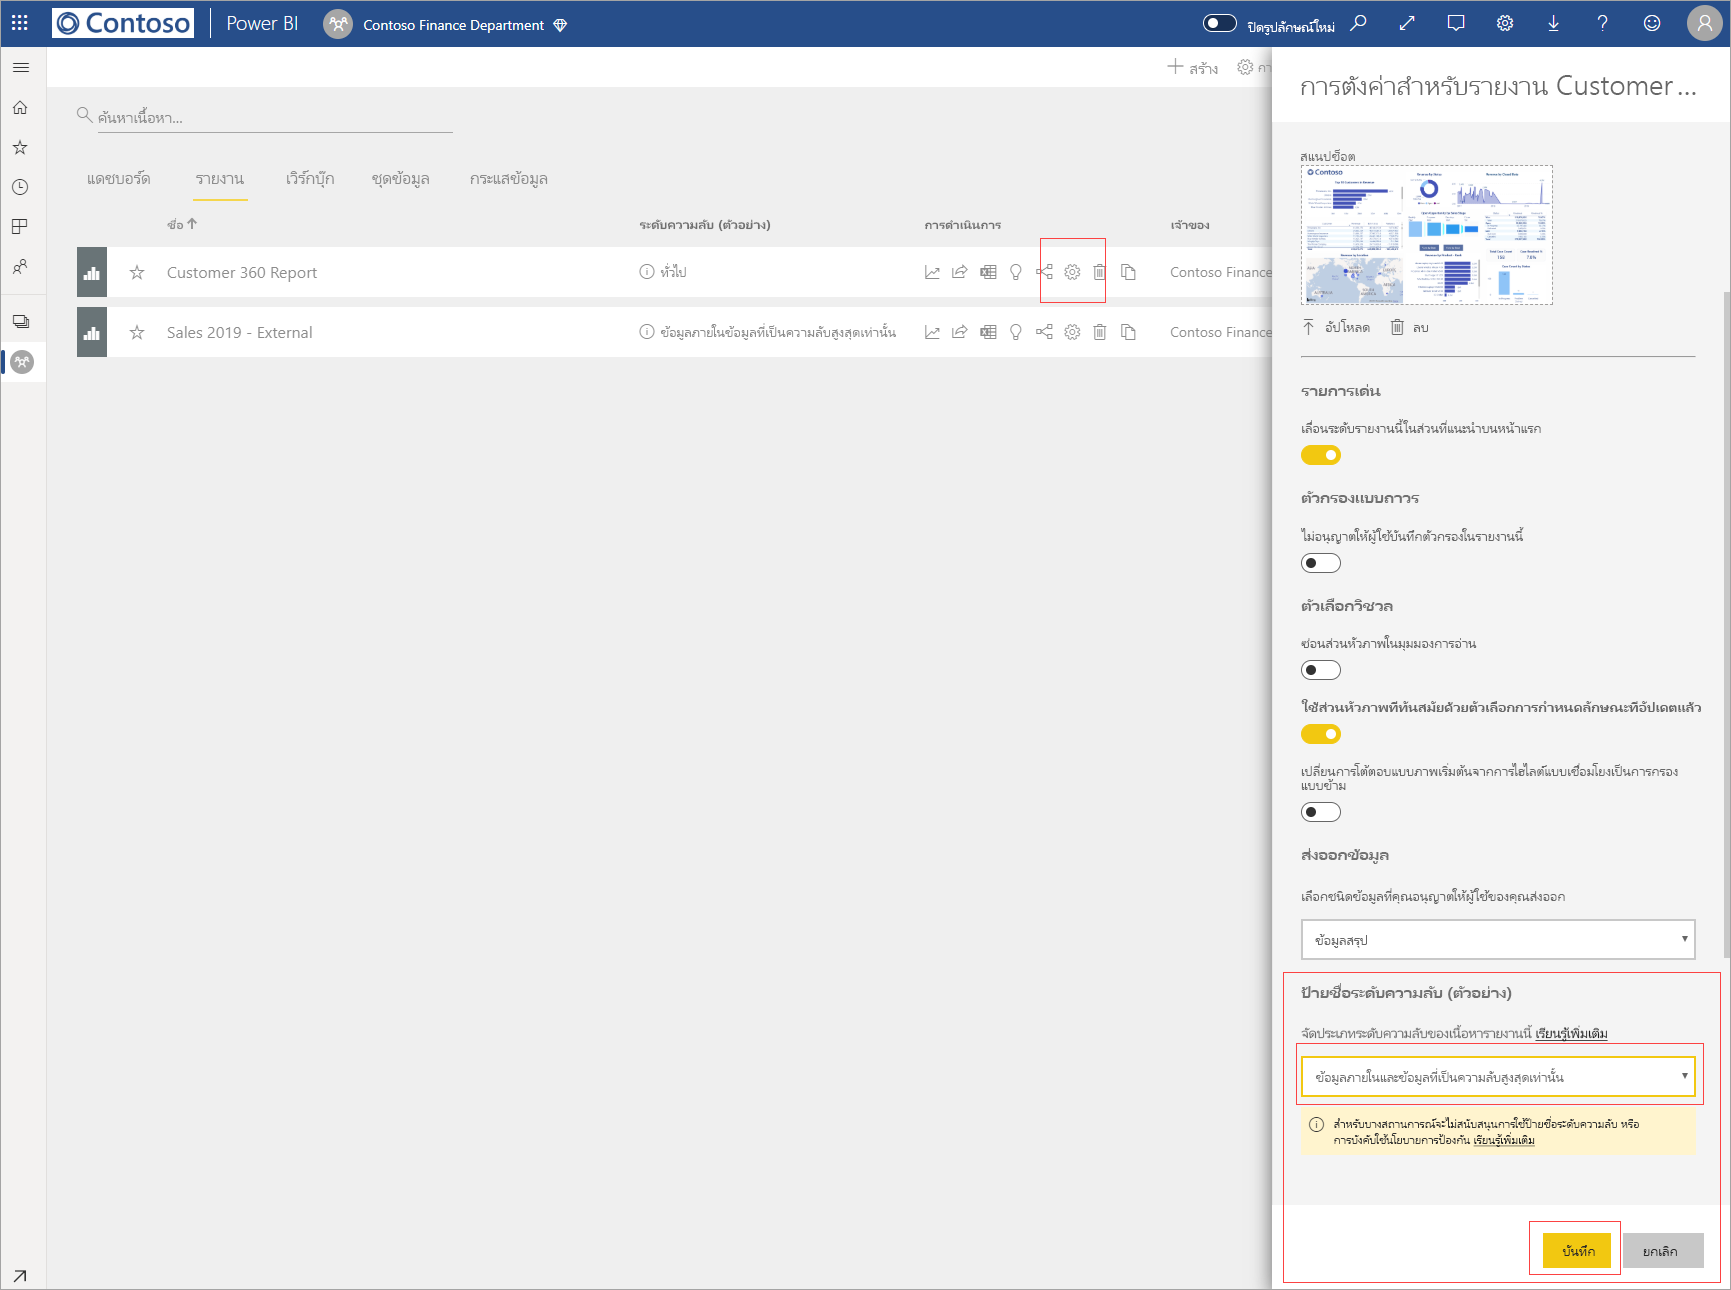 Contoso
Power BI
Contoso Finance Department
ปิดรูปลักษณ์ใหม่
สร้าง
ค้นหาเนื้อหา...
แดชบอร์ด
รายงาน
เวิร์กบุ๊ก
ชุดข้อมูล
กระแสข้อมูล
ชื่อ
ระดับความลับ (ตัวอย่าง)
การดำเนินการ
เจ้าของ
Customer 360 Report
ทั่วไป
Contoso Finance
Sales 2019 - External
ข้อมูลภายในข้อมูลที่เป็นความลับสูงสุดเท่านั้น
Contoso Finance
การตั้งค่าสำหรับรายงาน Customer ...
สแนปช็อต
Contoso
อัปโหลด
ลบ
รายการเด่น
เลื่อนระดับรายงานนี้ในส่วนที่แนะนำบนหน้าแรก
ตัวกรองแบบถาวร
ไม่อนุญาตให้ผู้ใช้บันทึกตัวกรองในรายงานนี้
ตัวเลือกวิชวล
ซ่อนส่วนหัวภาพในมุมมองการอ่าน
ใช้ส่วนหัวภาพที่ทันสมัยด้วยตัวเลือกการกำหนดลักษณะที่อัปเดตแล้ว
เปลี่ยนการโต้ตอบแบบภาพเริ่มต้นจากการไฮไลต์แบบเชื่อมโยงเป็นการกรอง
แบบข้าม
ส่งออกข้อมูล
เลือกชนิดข้อมูลที่คุณอนุญาตให้ผู้ใช้ของคุณส่งออก
ข้อมูลสรุป
ป้ายชื่อระดับความลับ (ตัวอย่าง)
จัดประเภทระดับความลับของเนื้อหารายงานนี้ เรียนรู้เพิ่มเติม
ข้อมูลภายในและข้อมูลที่เป็นความลับสูงสุดเท่านั้น
สำหรับบางสถานการณ์จะไม่สนับสนุนการใช้ป้ายชื่อระดับความลับ หรือ
การบังคับใช้นโยบายการป้องกัน เรียนรู้เพิ่มเติม
บันทึก
ยกเลิก